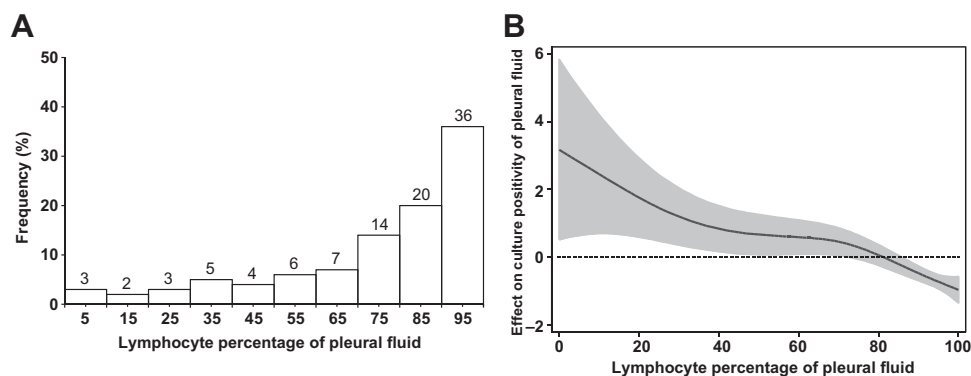 A
Frequency (%)
50
40
30
20
10
0
3
2
3
5
4
6
7
14
20
36
5 15 25 35 45 55 65 75 85 95
Lymphocyte percentage of pleural fluid
B
Effect on culture positivity of pleural fluid
6
4
2
0
−2
0 20 40 60 80 100
Lymphocyte percentage of pleural fluid